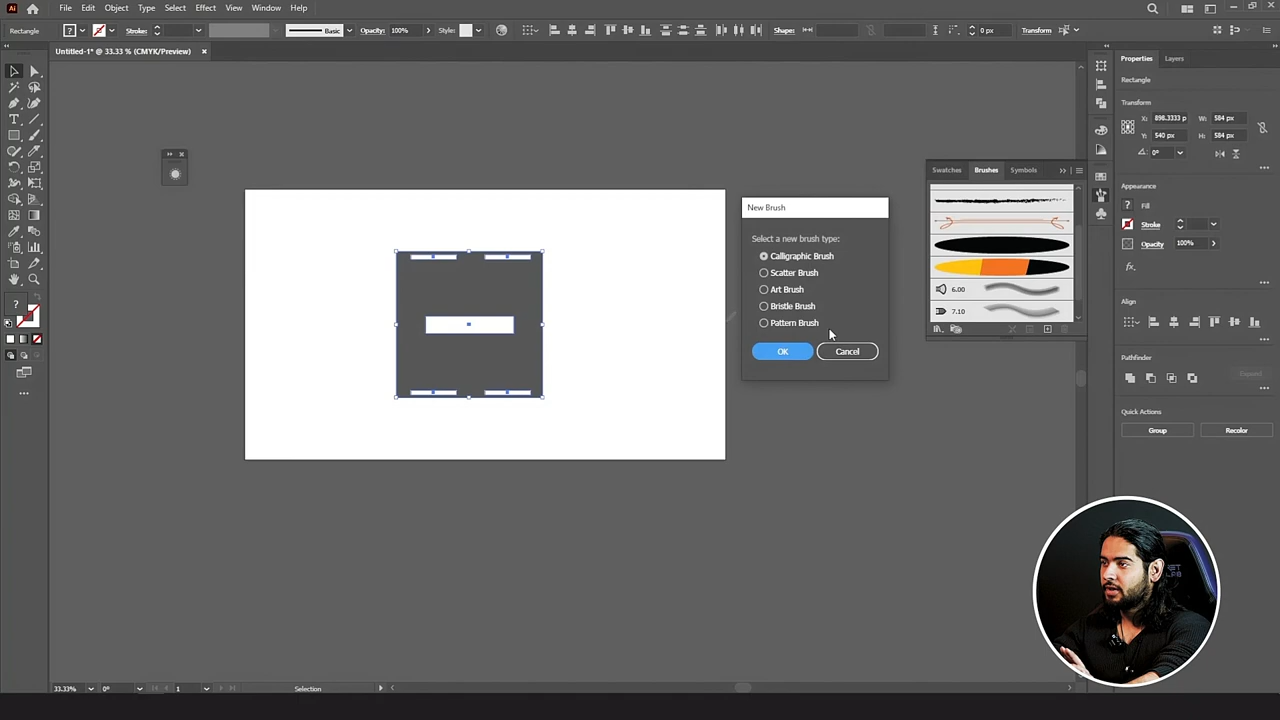 Ai File Edit Object Type Select Effect View Window Help
Rectangle Stroke: Basic Opacity: 100% Style: Shape: 0 px Transform
Untitled-1* @ 33.33 % (CMYK/Preview) ×
Properties Layers
Rectangle
Transform
X: 898.3333 p W: 584 px
Y: 540 px H: 584 px
0°
Appearance
? Fill
Stroke
Opacity 100%
fx.
Align
Pathfinder
Expand
Quick Actions
Group Recolor
Swatches Brushes Symbols
6.00
7.10
New Brush
Select a new brush type:
Calligraphic Brush
Scatter Brush
Art Brush
Bristle Brush
Pattern Brush
OK Cancel
?
33.33% 0° 1 Selection